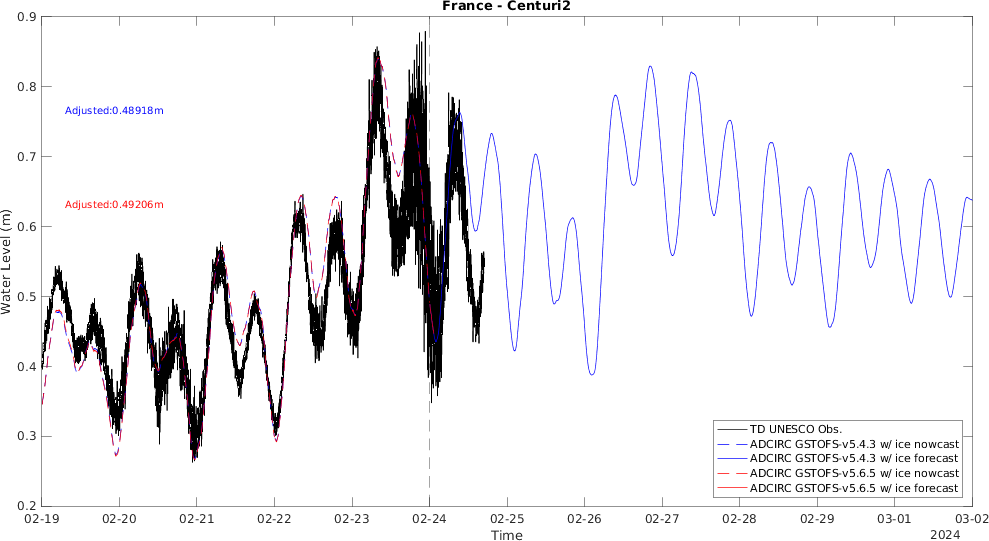 France - Centuri2
0.9
0.8
0.7
0.6
0.5
0.4
0.3
0.2
Water Level (m)
Adjusted:0.48918m
Adjusted:0.49206m
TD UNESCO Obs.
ADCIRC GSTOFS-v5.4.3 w/ ice nowcast
ADCIRC GSTOFS-v5.4.3 w/ ice forecast
ADCIRC GSTOFS-v5.6.5 w/ ice nowcast
ADCIRC GSTOFS-v5.6.5 w/ ice forecast
02-19 02-20 02-21 02-22 02-23 02-24 02-25 02-26 02-27 02-28 02-29 03-01 03-02
Time
2024